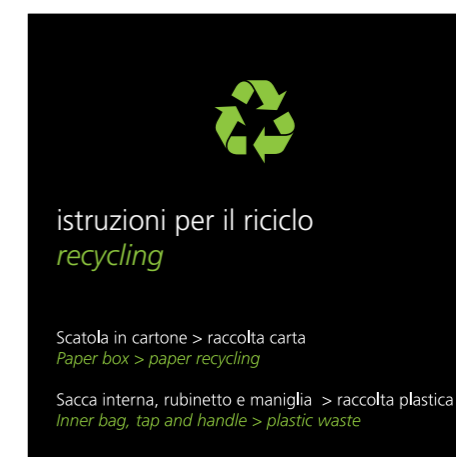 istruzioni per il riciclo
recycling
Scatola in cartone > raccolta carta
Paper box > paper recycling
Sacca interna, rubinetto e maniglia > raccolta plastica
Inner bag, tap and handle > plastic waste